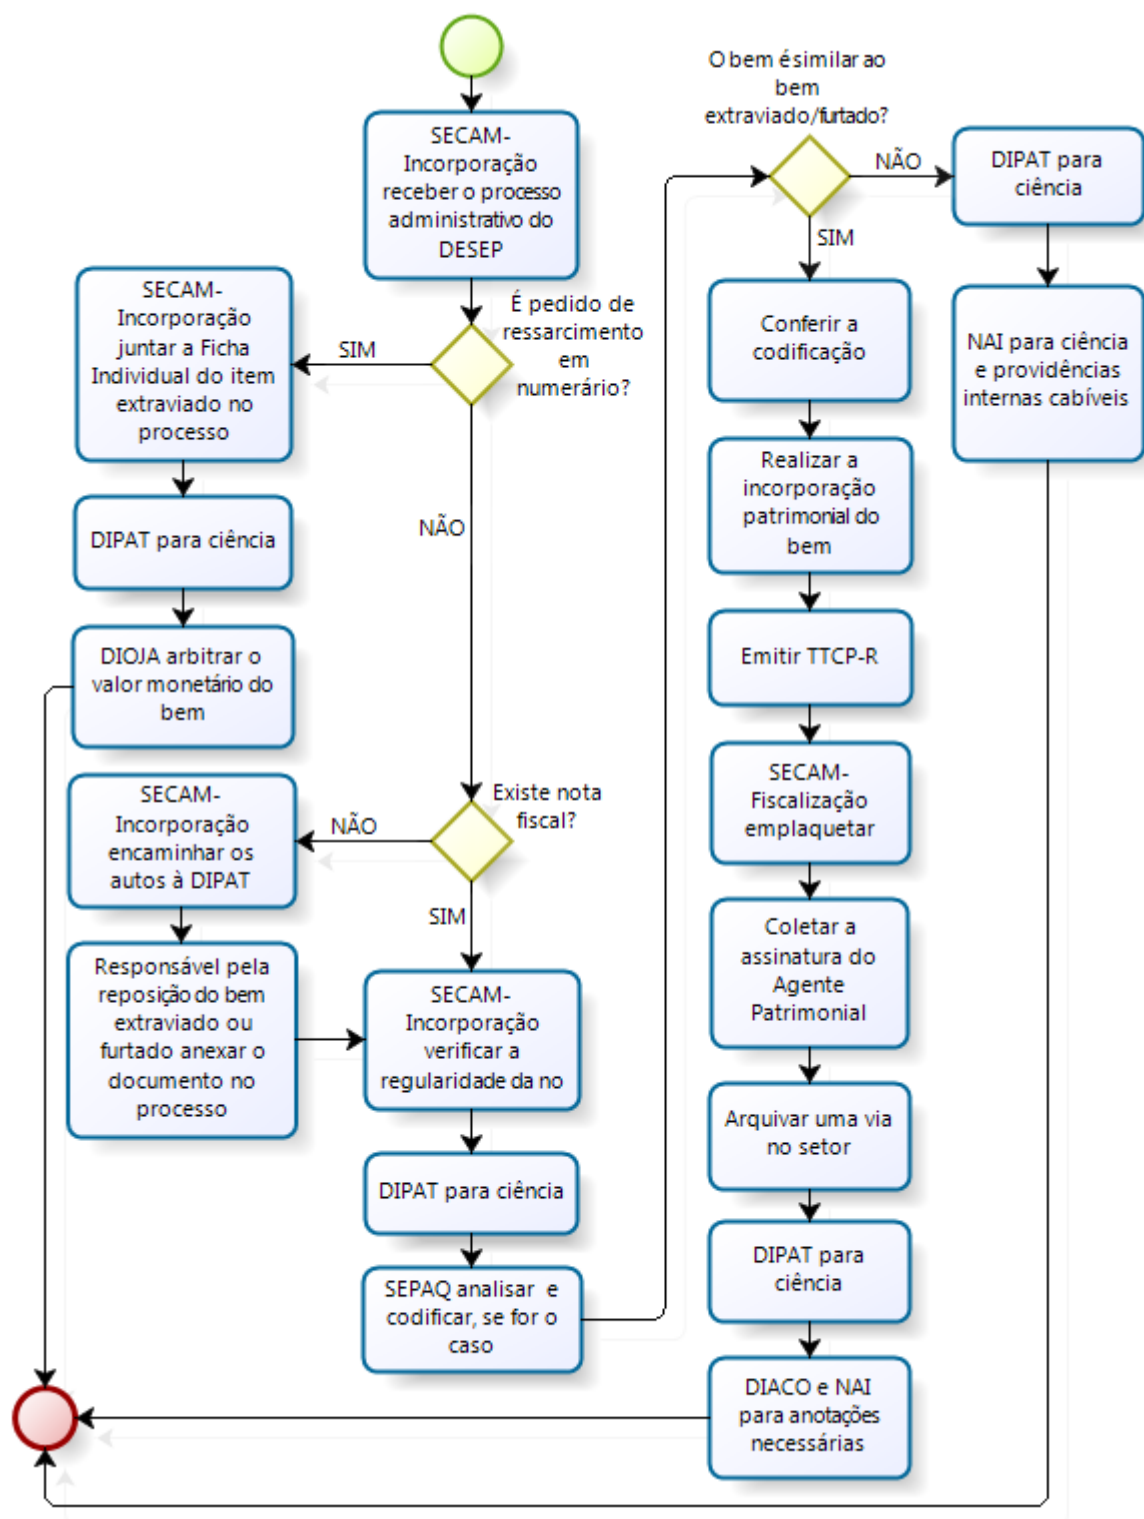 SECAM-
Incorporação
receber o processo
administrativo do
DESEP
É pedido de
ressarcimento
em
numerário?
SIM
SECAM-
Incorporação
juntar a Ficha
Individual do item
extraviado no
processo
DIPAT para ciência
DIOJA arbitrar o
valor monetário do
bem
NÃO
Existe nota
fiscal?
NÃO
SECAM-
Incorporação
encaminhar os
autos à DIPAT
Responsável pela
reposição do bem
extraviado ou
furtado anexar o
documento no
processo
SIM
SECAM-
Incorporação
verificar a
regularidade da no
DIPAT para ciência
SEPAQ analisar e
codificar, se for o
caso
O bem é similar ao
bem
extraviado/furtado?
NÃO
DIPAT para
ciência
NAI para ciência
e providências
internas cabíveis
SIM
Conferir a
codificação
Realizar a
incorporação
patrimonial do
bem
Emitir TTCP-R
SECAM-
Fiscalização
emplaquetar
Coletar a
assinatura do
Agente
Patrimonial
Arquivar uma via
no setor
DIPAT para
ciência
DIACO e NAI
para anotações
necessárias